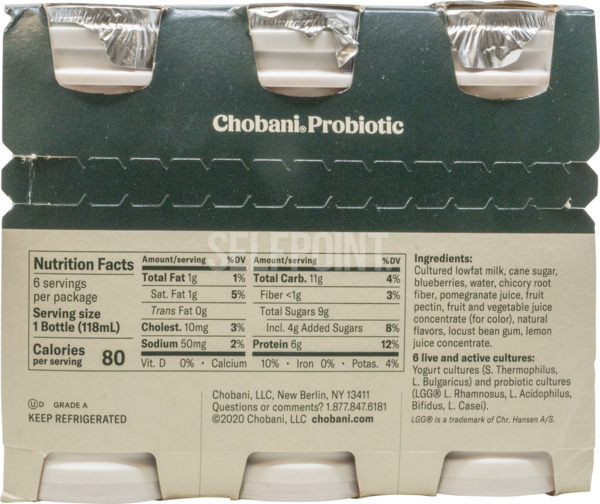 Chobani® Probiotic
SELFPOINT.
Nutrition Facts
6 servings
per package
Serving size
1 Bottle (118mL)
Calories
per serving 80
Amount/serving %DV
Total Fat 1g 1%
Sat. Fat 1g 5%
Trans Fat 0g
Cholest. 10mg 3%
Sodium 50mg 2%
Amount/serving %DV
Total Carb. 11g 4%
Fiber <1g 3%
Total Sugars 9g
Incl. 4g Added Sugars 8%
Protein 6g 12%
Vit. D 0% • Calcium 10% • Iron 0% • Potas. 4%
Ingredients:
Cultured lowfat milk, cane sugar,
blueberries, water, chicory root
fiber, pomegranate juice, fruit
pectin, fruit and vegetable juice
concentrate (for color), natural
flavors, locust bean gum, lemon
juice concentrate.
6 live and active cultures:
Yogurt cultures (S. Thermophilus,
L. Bulgaricus) and probiotic cultures
(LGG® L. Rhamnosus, L. Acidophilus,
Bifidus, L. Casei).
LGG® is a trademark of Chr. Hansen A/S.
ⓊD GRADE A
KEEP REFRIGERATED
Chobani, LLC, New Berlin, NY 13411
Questions or comments? 1.877.847.6181
©2020 Chobani, LLC chobani.com